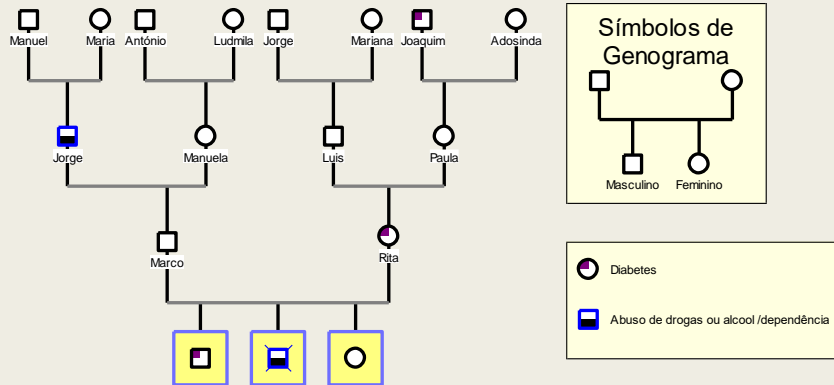 Manuel Maria António Ludmila Jorge Mariana Joaquim Adosinda
Símbolos de
Genograma
Jorge Manuela Luis Paula
Masculino Feminino
Marco Rita
Diabetes
Abuso de drogas ou alcool /dependência